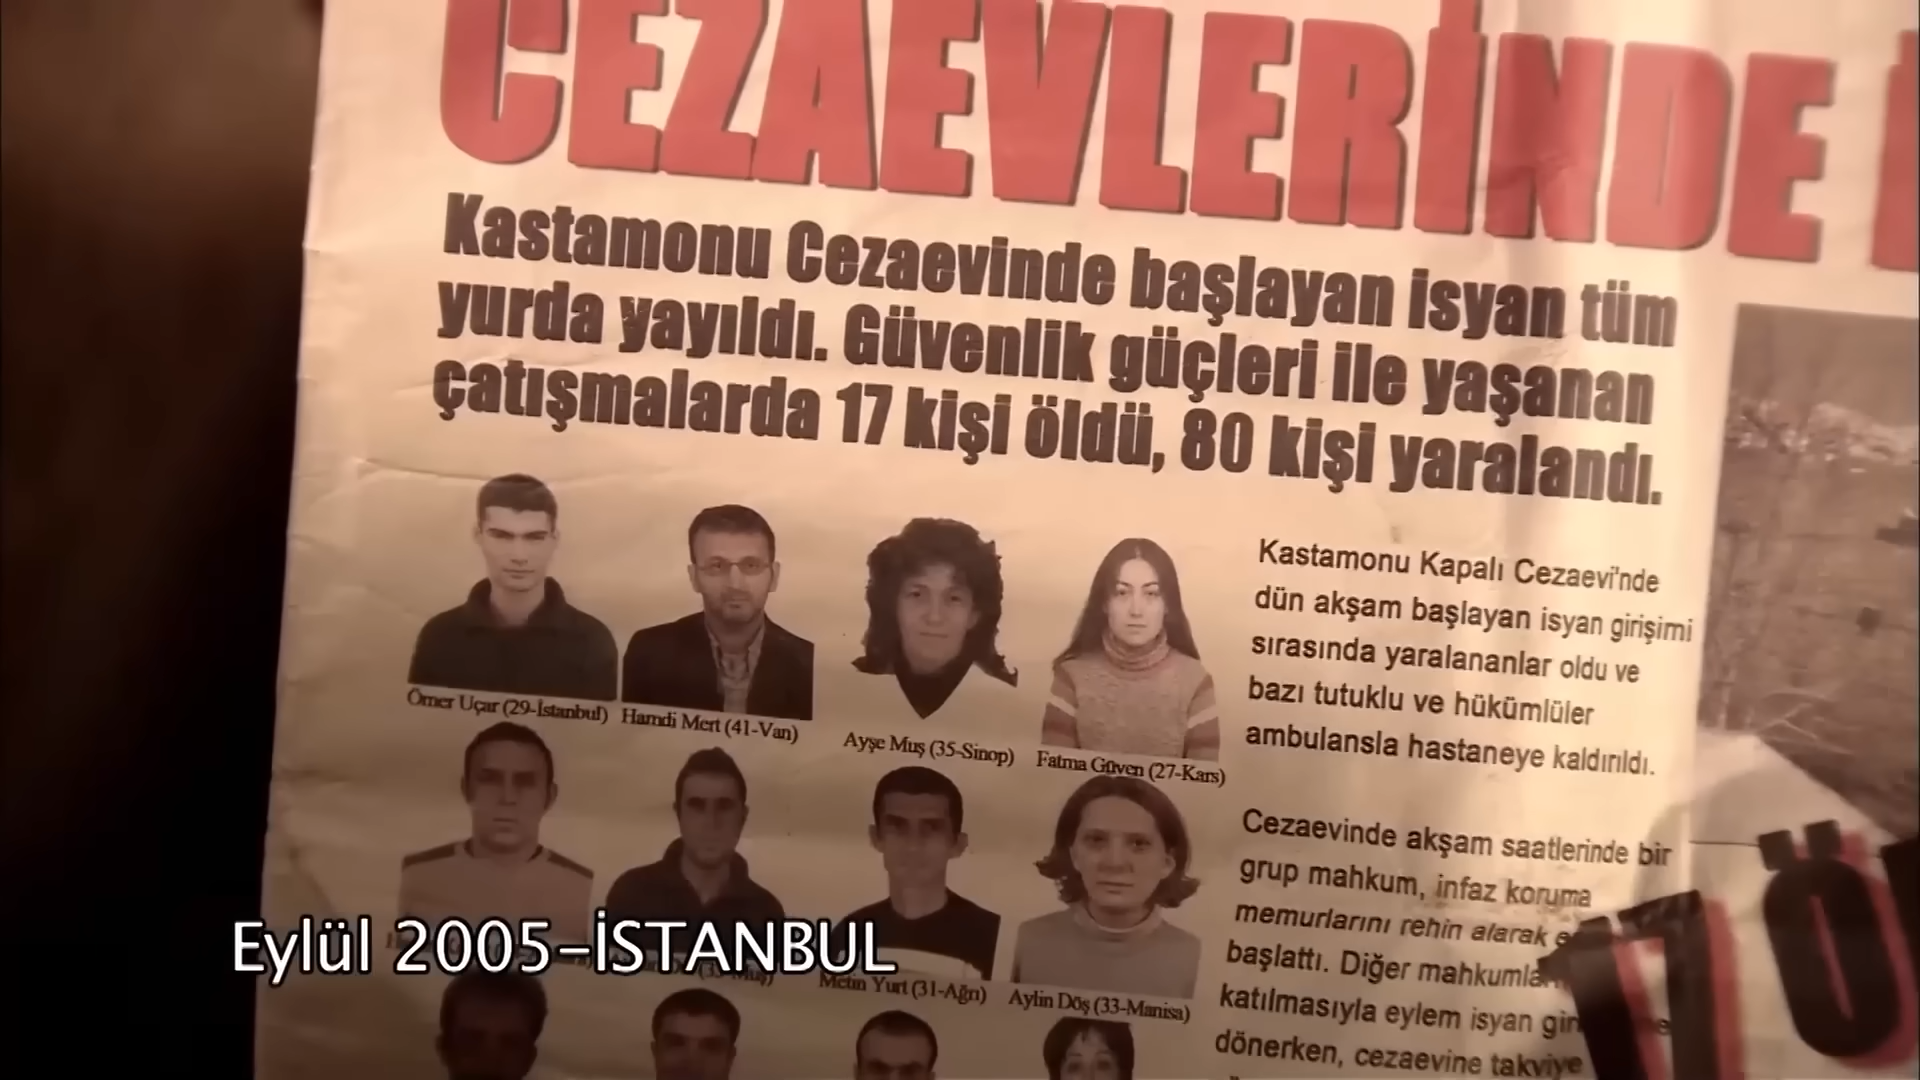 CEZAEVLERİNDE
Kastamonu Cezaevinde başlayan isyan tüm
yurda yayıldı. Güvenlik güçleri ile yaşanan
çatışmalarda 17 kişi öldü, 80 kişi yaralandı.
Ömer Uçar (29-İstanbul) Hamdi Mert (41-Van) Ayşe Muş (35-Sinop) Fatma Güven (27-Kars)
Metin Yurt (31-Ağrı) Aylin Döş (33-Manisa)
Kastamonu Kapalı Cezaevi'nde
dün akşam başlayan isyan girişimi
sırasında yaralananlar oldu ve
bazı tutuklu ve hükümlüler
ambulansla hastaneye kaldırıldı.
Cezaevinde akşam saatlerinde bir
grup mahkum, infaz koruma
memurlarını rehin alarak
başlattı. Diğer
katılmasıyla eylem isyan
dönerken, cezaevine takviye
17
Eylül 2005-İSTANBUL